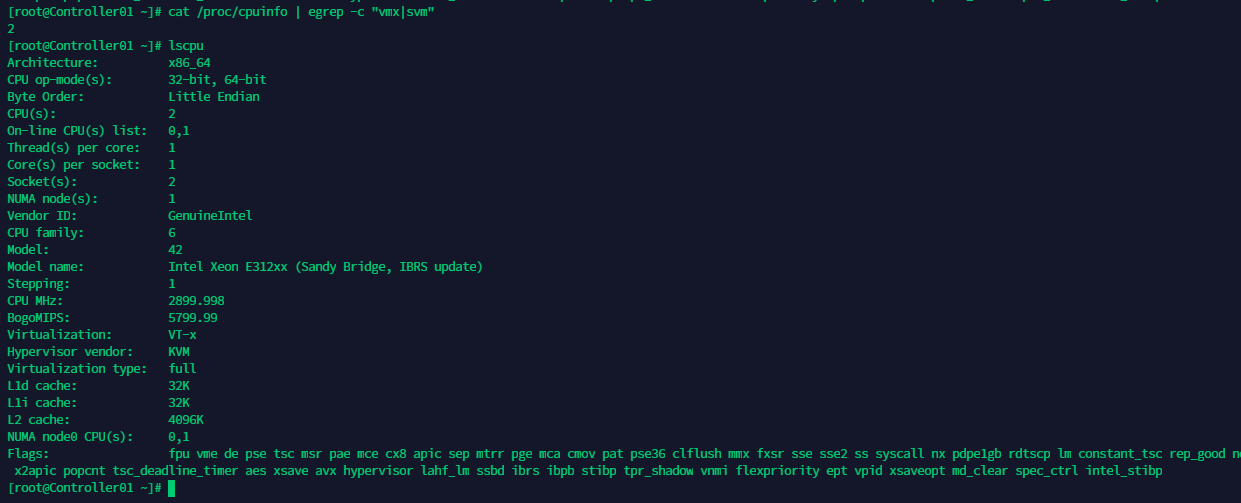 [root@Controller01 ~]# cat /proc/cpuinfo | egrep -c "vmx|svm"
2
[root@Controller01 ~]# lscpu
Architecture: x86_64
CPU op-mode(s): 32-bit, 64-bit
Byte Order: Little Endian
CPU(s): 2
On-line CPU(s) list: 0,1
Thread(s) per core: 1
Core(s) per socket: 1
Socket(s): 2
NUMA node(s): 1
Vendor ID: GenuineIntel
CPU family: 6
Model: 42
Model name: Intel Xeon E312xx (Sandy Bridge, IBRS update)
Stepping: 1
CPU MHz: 2899.998
BogoMIPS: 5799.99
Virtualization: VT-x
Hypervisor vendor: KVM
Virtualization type: full
L1d cache: 32K
L1i cache: 32K
L2 cache: 4096K
NUMA node0 CPU(s): 0,1
Flags: fpu vme de pse tsc msr pae mce cx8 apic sep mtrr pge mca cmov pat pse36 clflush mmx fxsr sse sse2 ss syscall nx pdpe1gb rdtscp lm constant_tsc rep_good
x2apic popcnt tsc_deadline_timer aes xsave avx hypervisor lahf_lm ssbd ibrs ibpb stibp tpr_shadow vnmi flexpriority ept vpid xsaveopt md_clear spec_ctrl intel_stibp
[root@Controller01 ~]#